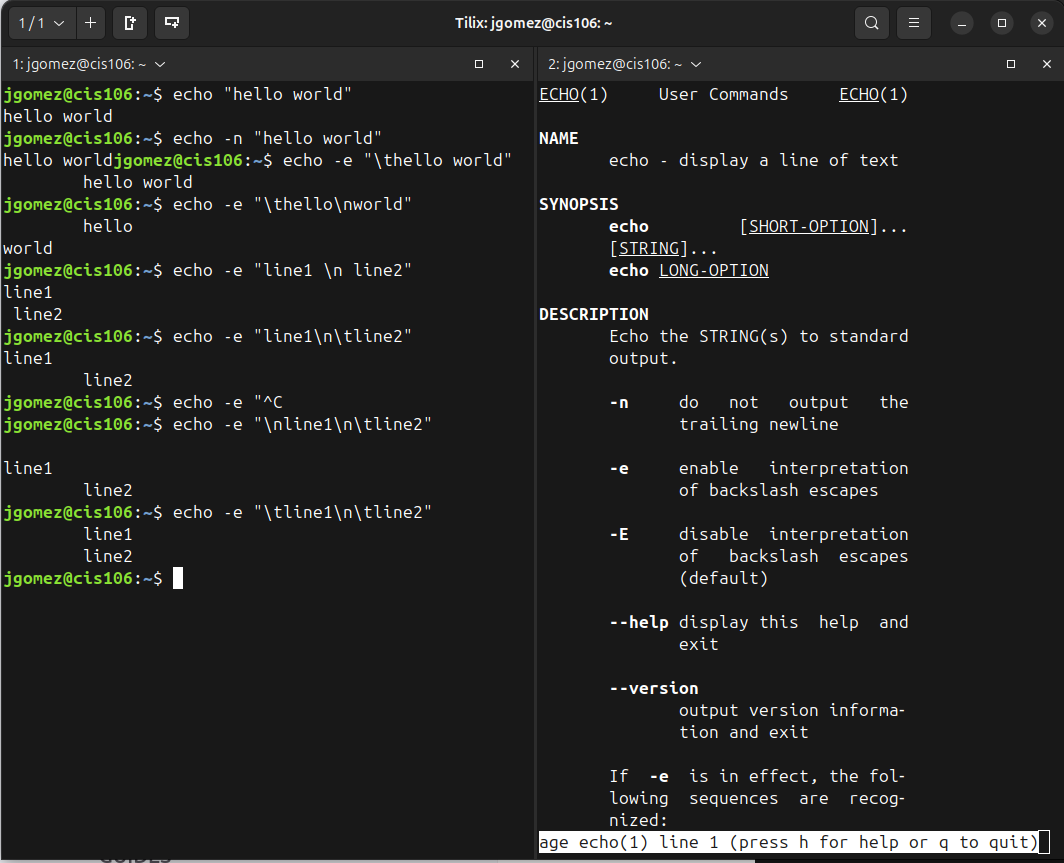 1 / 1
Tilix: jgomez@cis106: ~
1: jgomez@cis106: ~
jgomez@cis106:~$ echo "hello world"
hello world
jgomez@cis106:~$ echo -n "hello world"
hello worldjgomez@cis106:~$ echo -e "\thello world"
        hello world
jgomez@cis106:~$ echo -e "\thello\nworld"
        hello
world
jgomez@cis106:~$ echo -e "line1 \n line2"
line1
 line2
jgomez@cis106:~$ echo -e "line1\n\tline2"
line1
        line2
jgomez@cis106:~$ echo -e "^C
jgomez@cis106:~$ echo -e "\nline1\n\tline2"

line1
        line2
jgomez@cis106:~$ echo -e "\tline1\n\tline2"
        line1
        line2
jgomez@cis106:~$
2: jgomez@cis106: ~
ECHO(1)     User Commands     ECHO(1)

NAME
       echo - display a line of text

SYNOPSIS
       echo         [SHORT-OPTION]...
       [STRING]...
       echo LONG-OPTION

DESCRIPTION
       Echo the STRING(s) to standard
       output.

       -n     do   not   output   the
              trailing newline

       -e     enable   interpretation
              of backslash escapes

       -E     disable  interpretation
              of   backslash  escapes
              (default)

       --help display this  help  and
              exit

       --version
              output version informa-
              tion and exit

       If  -e  is in effect, the fol-
       lowing  sequences  are  recog-
       nized:
age echo(1) line 1 (press h for help or q to quit)